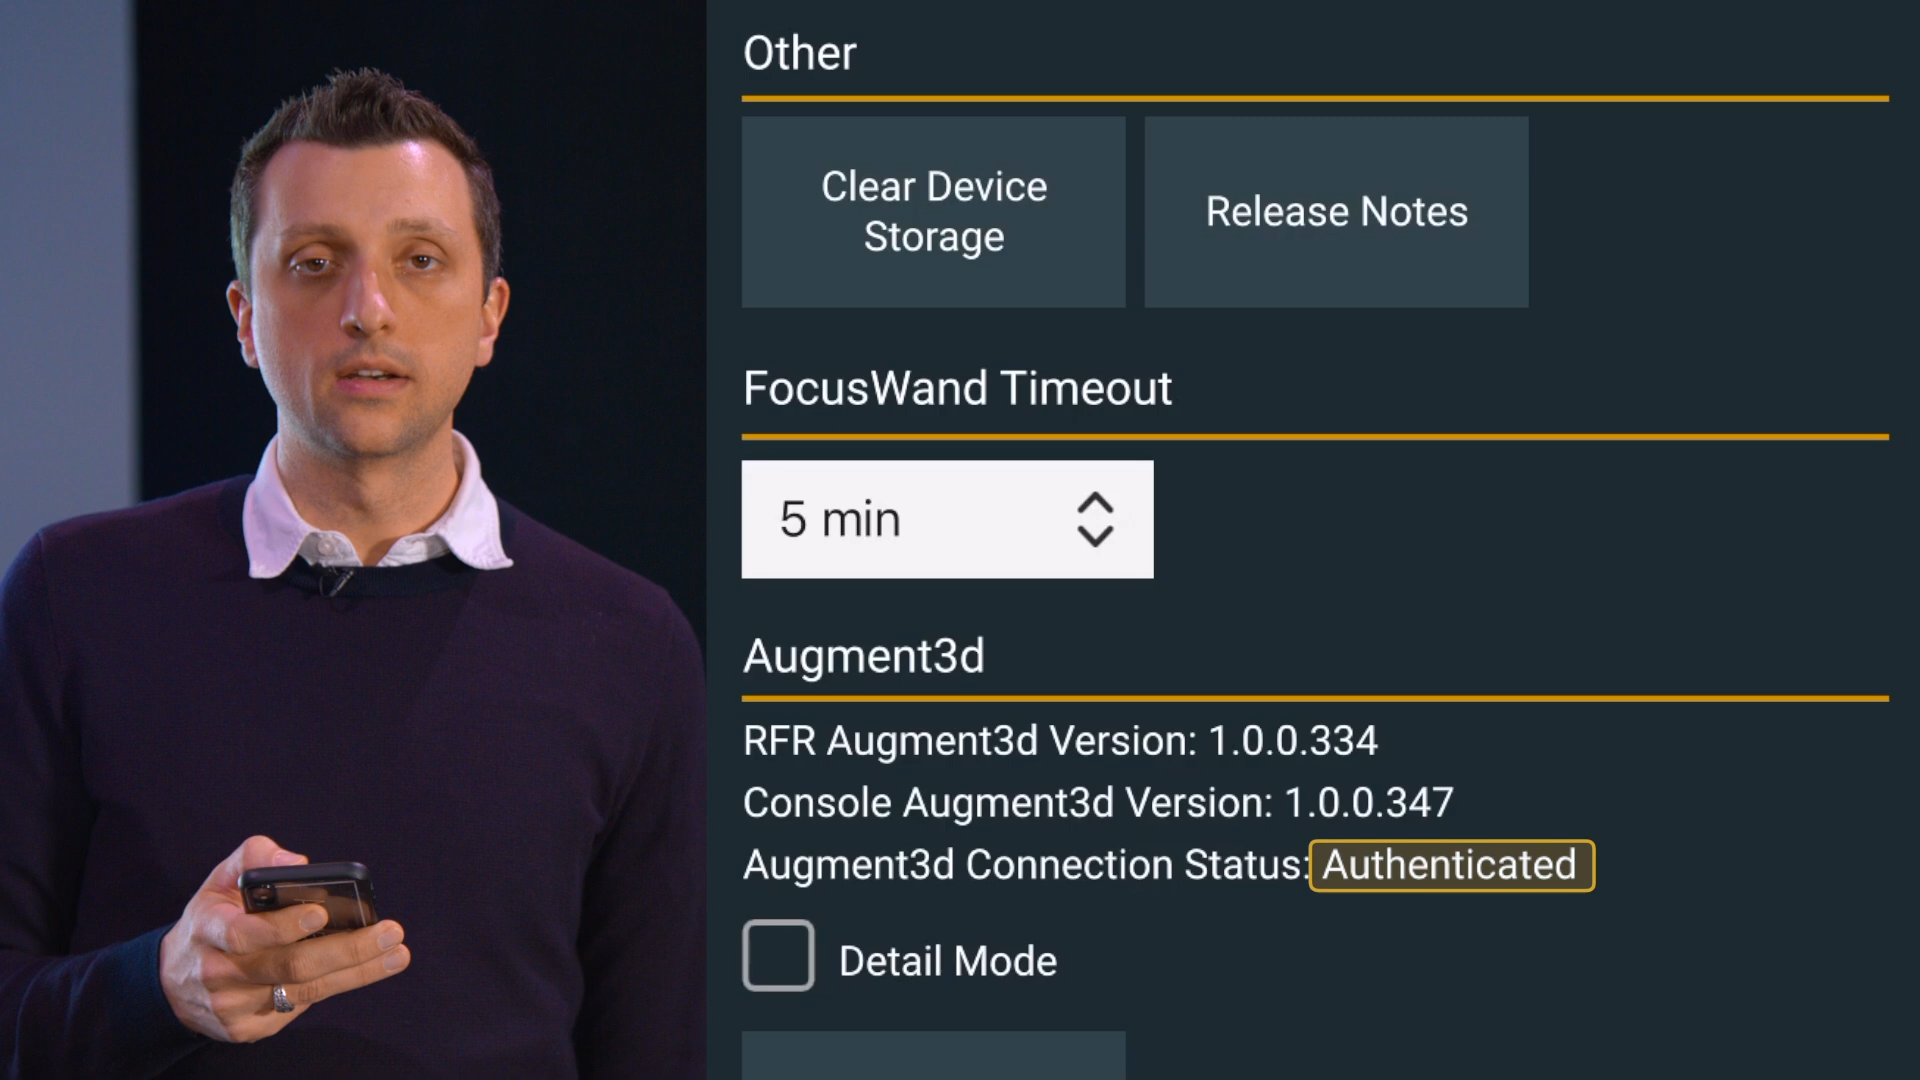 Other
Clear Device
Storage
Release Notes
FocusWand Timeout
5 min
Augment3d
RFR Augment3d Version: 1.0.0.334
Console Augment3d Version: 1.0.0.347
Augment3d Connection Status: Authenticated
Detail Mode